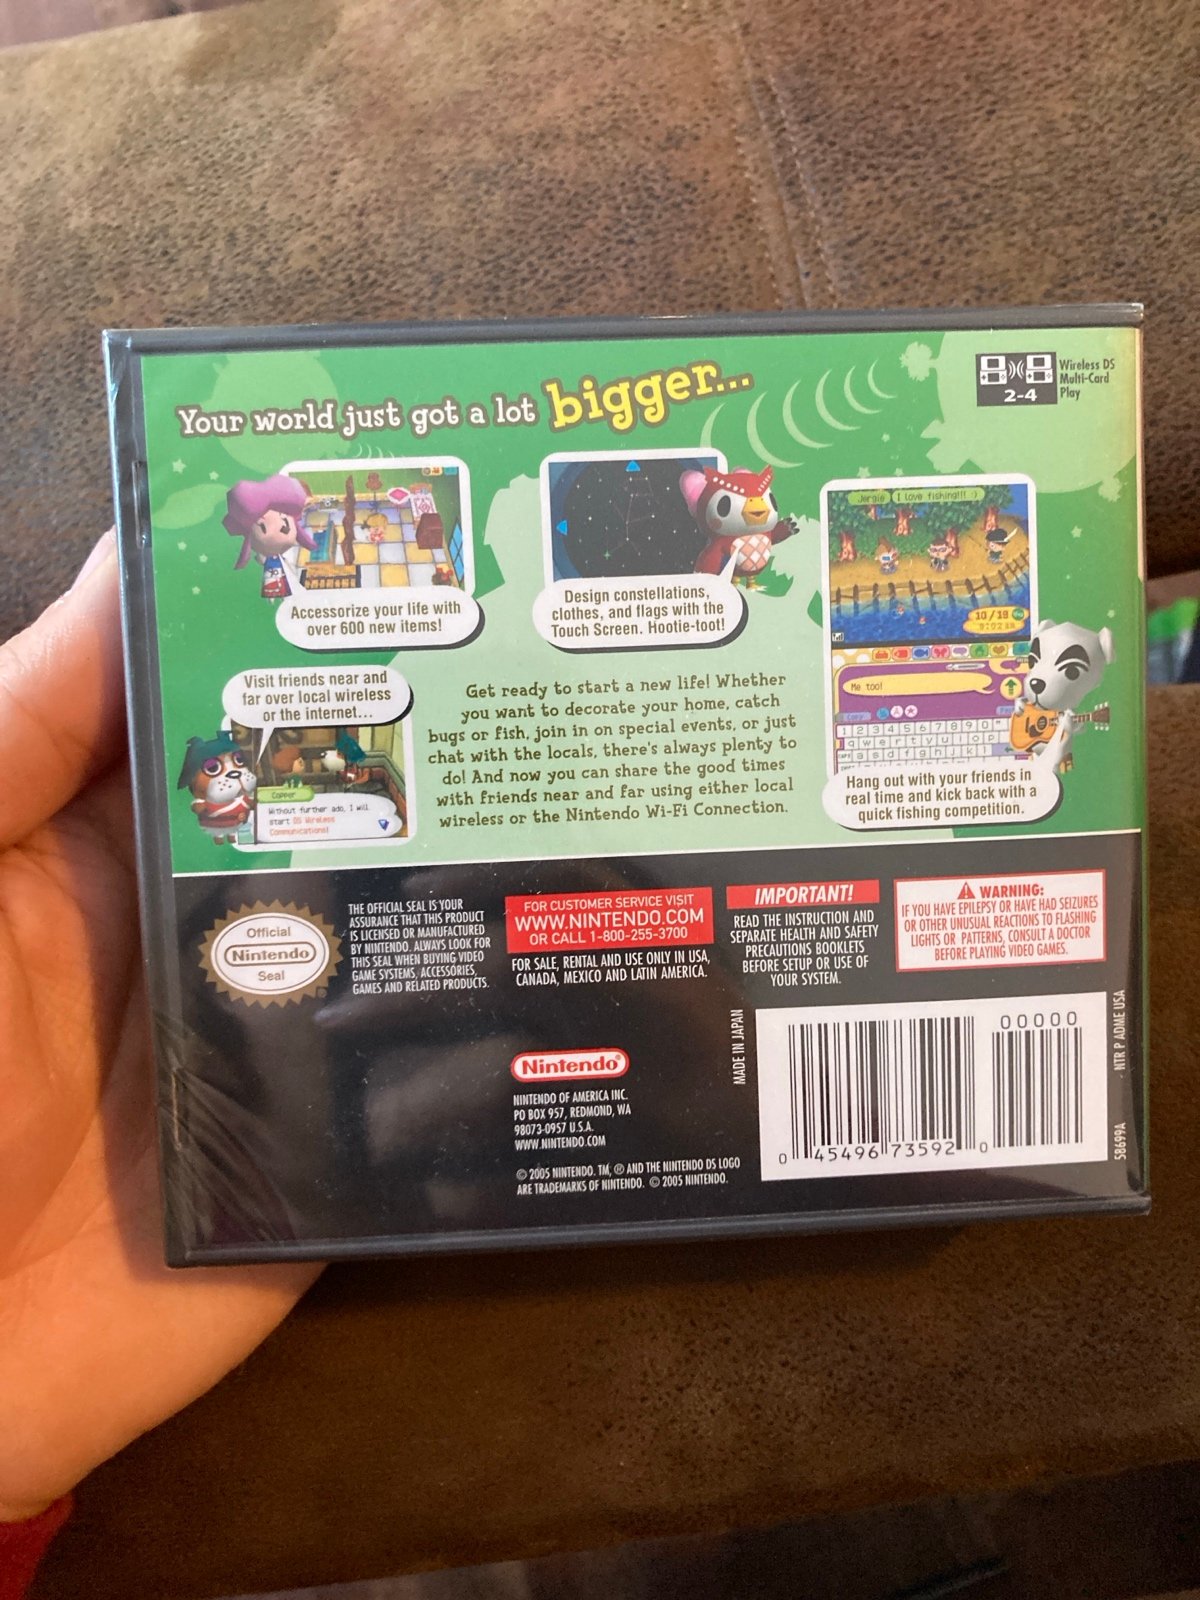 Your world just got a lot bigger...
2-4
Wireless DS
Multi-Card
Play
Accessorize your life with
over 600 new items!
Design constellations,
clothes, and flags with the
Touch Screen. Hootie-toot!
Jergie
I love fishing!!! :)
10/19
9:02
Me too!
1 2 3 4 5 6 7 8 9 0
q w e r t y u i o p
a s d f g h j k l
Hang out with your friends in
real time and kick back with a
quick fishing competition.
Visit friends near and
far over local wireless
or the internet...
Copper
Without further ado, I will
start DS Wireless
Communications!
Get ready to start a new life! Whether
you want to decorate your home, catch
bugs or fish, join in on special events, or just
chat with the locals, there's always plenty to
do! And now you can share the good times
with friends near and far using either local
wireless or the Nintendo Wi-Fi Connection.
Official
Nintendo
Seal
THE OFFICIAL SEAL IS YOUR
ASSURANCE THAT THIS PRODUCT
IS LICENSED OR MANUFACTURED
BY NINTENDO. ALWAYS LOOK FOR
THIS SEAL WHEN BUYING VIDEO
GAME SYSTEMS, ACCESSORIES,
GAMES AND RELATED PRODUCTS.
FOR CUSTOMER SERVICE VISIT
WWW.NINTENDO.COM
OR CALL 1-800-255-3700
FOR SALE, RENTAL AND USE ONLY IN USA,
CANADA, MEXICO AND LATIN AMERICA.
IMPORTANT!
READ THE INSTRUCTION AND
SEPARATE HEALTH AND SAFETY
PRECAUTIONS BOOKLETS
BEFORE SETUP OR USE OF
YOUR SYSTEM.
WARNING:
IF YOU HAVE EPILEPSY OR HAVE HAD SEIZURES
OR OTHER UNUSUAL REACTIONS TO FLASHING
LIGHTS OR PATTERNS, CONSULT A DOCTOR
BEFORE PLAYING VIDEO GAMES.
Nintendo®
NINTENDO OF AMERICA INC.
PO BOX 957, REDMOND, WA
98073-0957 U.S.A.
WWW.NINTENDO.COM
© 2005 NINTENDO. TM, ® AND THE NINTENDO DS LOGO
ARE TRADEMARKS OF NINTENDO. © 2005 NINTENDO.
MADE IN JAPAN
00000
0 45496 73592 0
NTR P ADME USA
58699A